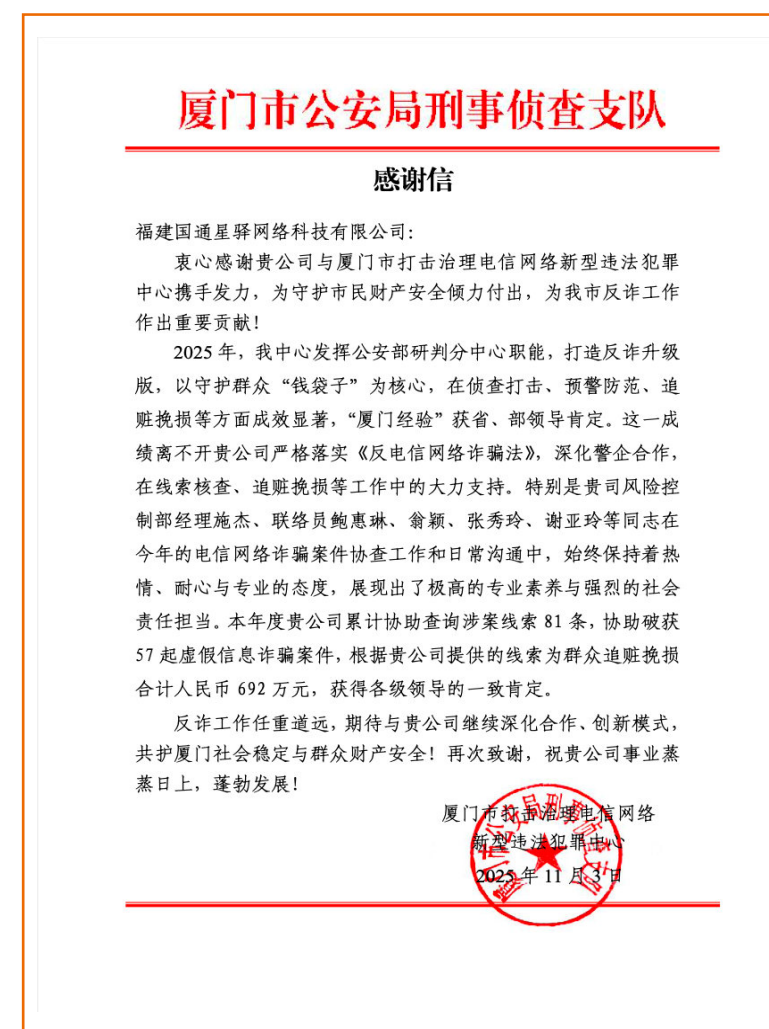 厦门市公安局刑事侦查支队
感谢信
福建国通星驿网络科技有限公司：
衷心感谢贵公司与厦门市打击治理电信网络新型违法犯罪
中心携手发力，为守护市民财产安全倾力付出，为我市反诈工作
作出重要贡献！
2025 年，我中心发挥公安部研判分中心职能，打造反诈升级
版，以守护群众“钱袋子”为核心，在侦查打击、预警防范、追
赃挽损等方面成效显著，“厦门经验”获省、部领导肯定。这一成
绩离不开贵公司严格落实《反电信网络诈骗法》，深化警企合作，
在线索核查、追赃挽损等工作中的大力支持。特别是贵司风险控
制部经理施杰、联络员鲍惠琳、翁颖、张秀玲、谢亚玲等同志在
今年的电信网络诈骗案件协查工作和日常沟通中，始终保持着热
情、耐心与专业的态度，展现出了极高的专业素养与强烈的社会
责任担当。本年度贵公司累计协助查询涉案线索 81 条，协助破获
57 起虚假信息诈骗案件，根据贵公司提供的线索为群众追赃挽损
合计人民币 692 万元，获得各级领导的一致肯定。
反诈工作任重道远，期待与贵公司继续深化合作、创新模式，
共护厦门社会稳定与群众财产安全！再次致谢，祝贵公司事业蒸
蒸日上，蓬勃发展！
厦门市打击治理电信网络
新型违法犯罪中心
2025 年 11 月 3 日
厦门市公安局刑事侦查支队